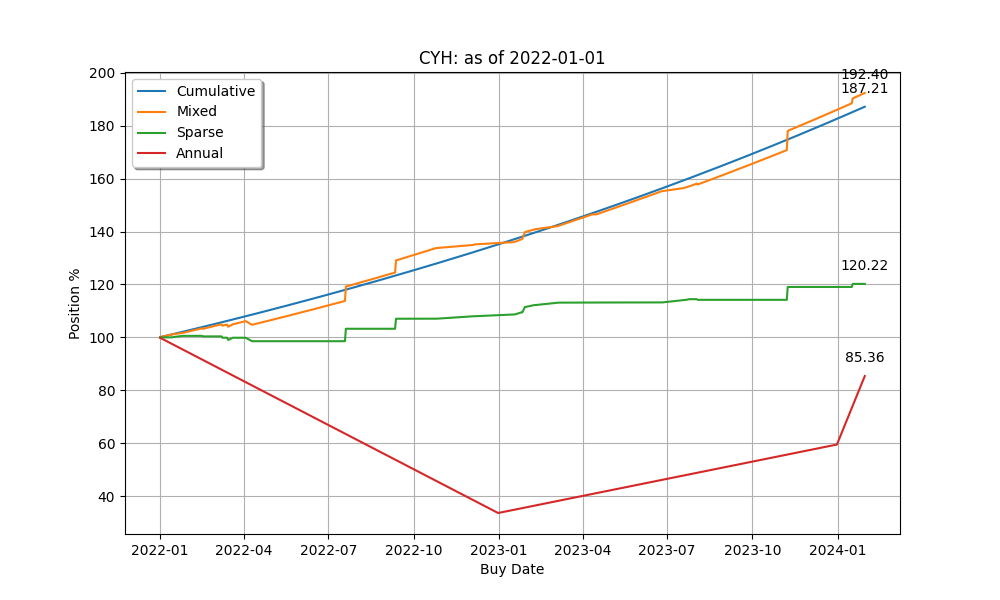 CYH: as of 2022-01-01
200
180
160
140
120
100
80
60
40
Position %
Cumulative
Mixed
Sparse
Annual
192.40
187.21
120.22
85.36
2022-01 2022-04 2022-07 2022-10 2023-01 2023-04 2023-07 2023-10 2024-01
Buy Date